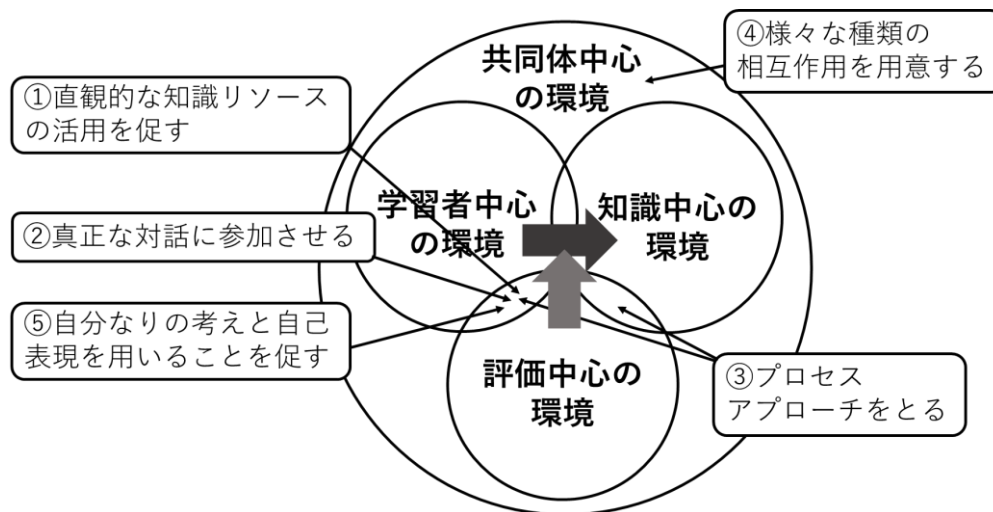 ④様々な種類の
相互作用を用意する
共同体中心
の環境
①直観的な知識リソース
の活用を促す
学習者中心
の環境
知識中心の
環境
②真正な対話に参加させる
⑤自分なりの考えと自己
表現を用いることを促す
評価中心の
環境
③プロセス
アプローチをとる